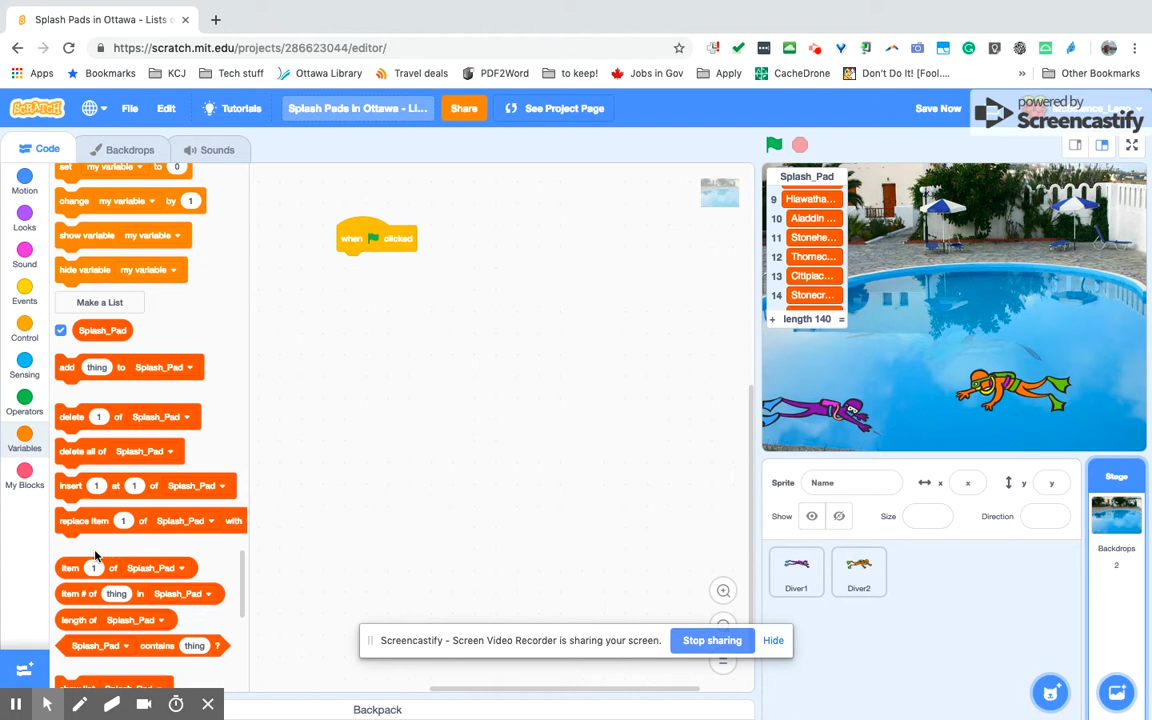 Splash Pads in Ottawa - Lists
https://scratch.mit.edu/projects/286623044/editor/
Apps Bookmarks KCJ Tech stuff Ottawa Library Travel deals PDF2Word to keep! Jobs in Gov Apply CacheDrone Don't Do It! [Fool.... » Other Bookmarks
SCRATCH File Edit Tutorials Splash Pads in Ottawa - Li... Share See Project Page Save Now
powered by
Screencastify
Code Backdrops Sounds
Motion
Looks
Sound
Events
Control
Sensing
Operators
Variables
My Blocks
set my variable to 0
change my variable by 1
show variable my variable
hide variable my variable
Make a List
Splash_Pad
add thing to Splash_Pad
delete 1 of Splash_Pad
delete all of Splash_Pad
insert 1 at 1 of Splash_Pad
replace item 1 of Splash_Pad with
item 1 of Splash_Pad
item # of thing in Splash_Pad
length of Splash_Pad
Splash_Pad contains thing ?
when clicked
Splash_Pad
9 Hiawatha...
10 Aladdin ...
11 Stonehe...
12 Thornec...
13 Citiplac...
14 Stonecr...
+ length 140 =
Sprite Name x x y y
Show Size Direction
Diver1 Diver2
Stage
Backdrops
2
Screencastify - Screen Video Recorder is sharing your screen. Stop sharing Hide
Backpack